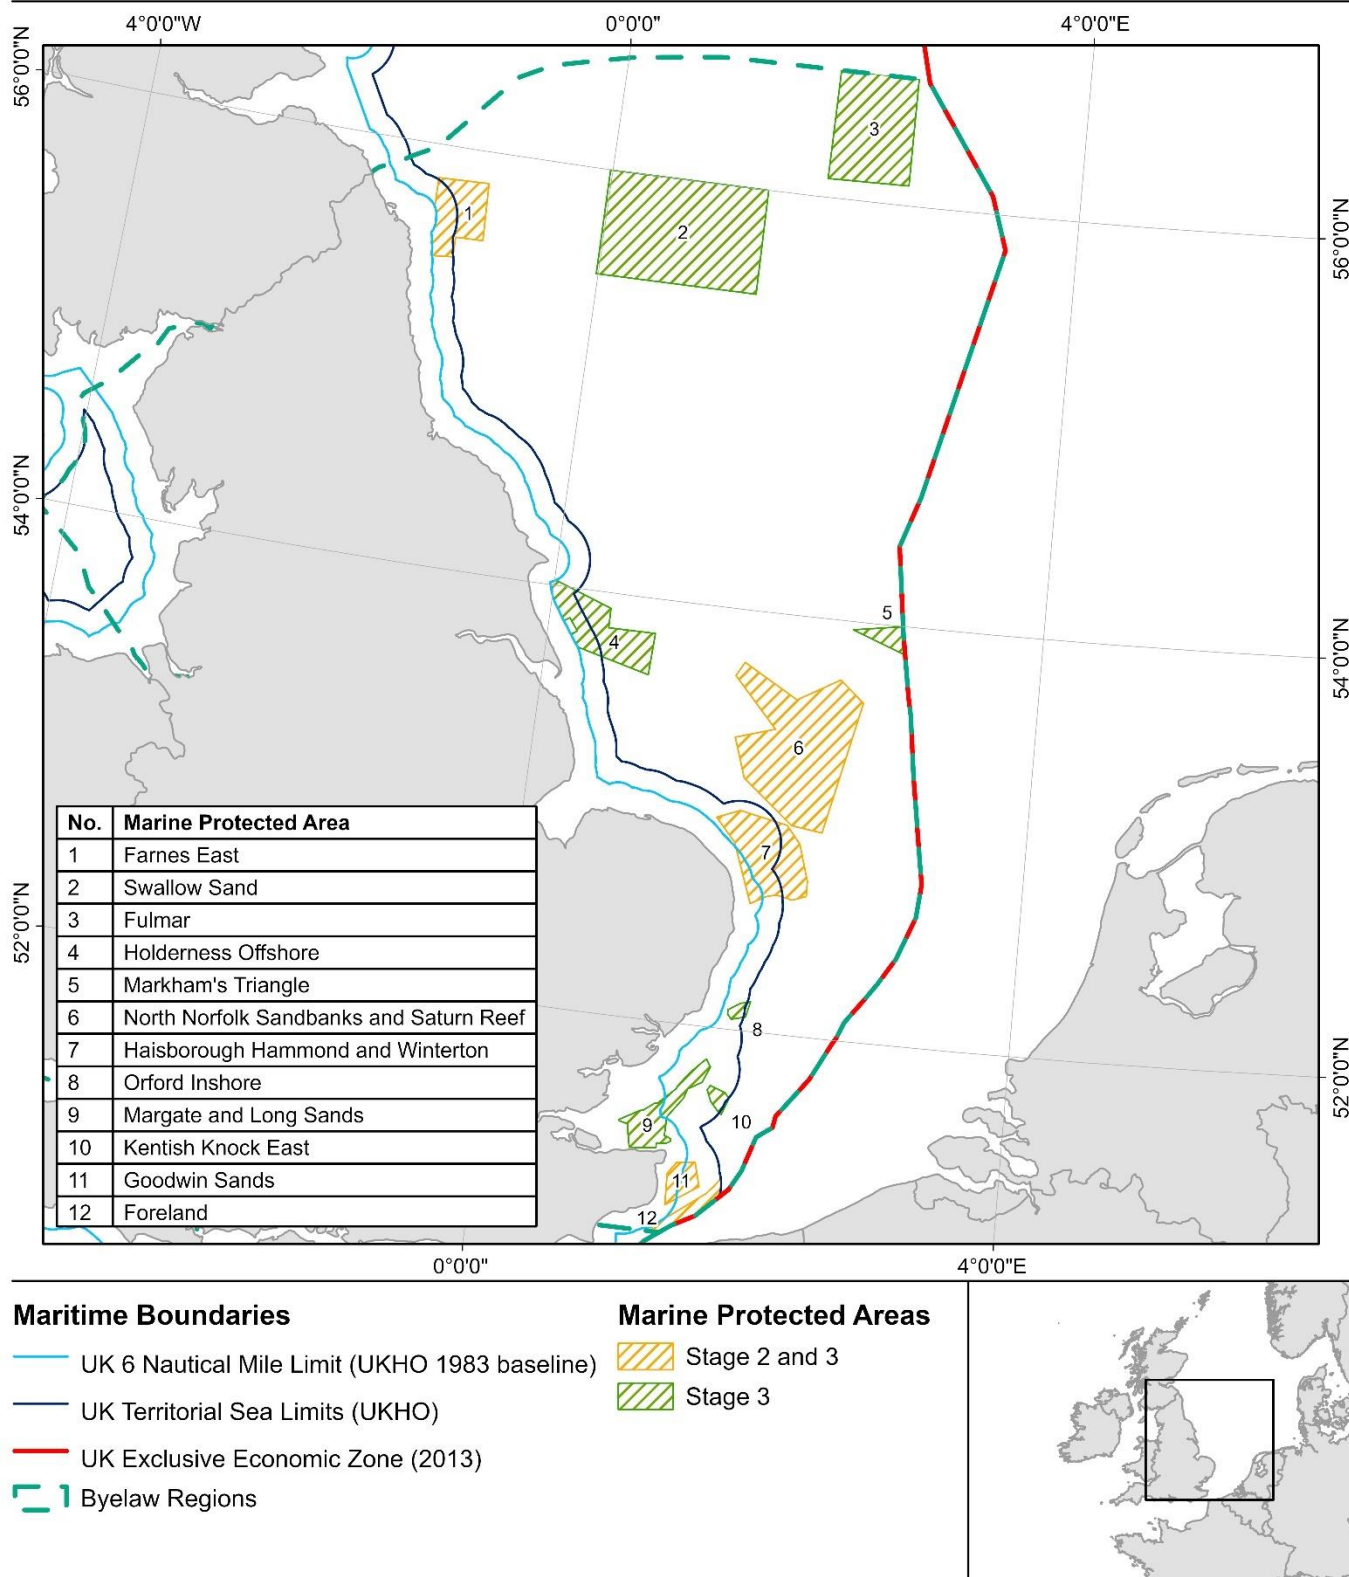 4°0'0"W 0°0'0" 4°0'0"E
56°0'0"N
3
1
2
56°0'0"N
54°0'0"N
5
4
54°0'0"N
6
No. Marine Protected Area
1 Farnes East
7
2 Swallow Sand
52°0'0"N
3 Fulmar
4 Holderness Offshore
5 Markham's Triangle
6 North Norfolk Sandbanks and Saturn Reef
8
7 Haisborough Hammond and Winterton
8 Orford Inshore
52°0'0"N
9 Margate and Long Sands
9
10
10 Kentish Knock East
11 Goodwin Sands
11
12 Foreland
12
0°0'0" 4°0'0"E
Maritime Boundaries
UK 6 Nautical Mile Limit (UKHO 1983 baseline)
UK Territorial Sea Limits (UKHO)
UK Exclusive Economic Zone (2013)
Byelaw Regions
Marine Protected Areas
Stage 2 and 3
Stage 3